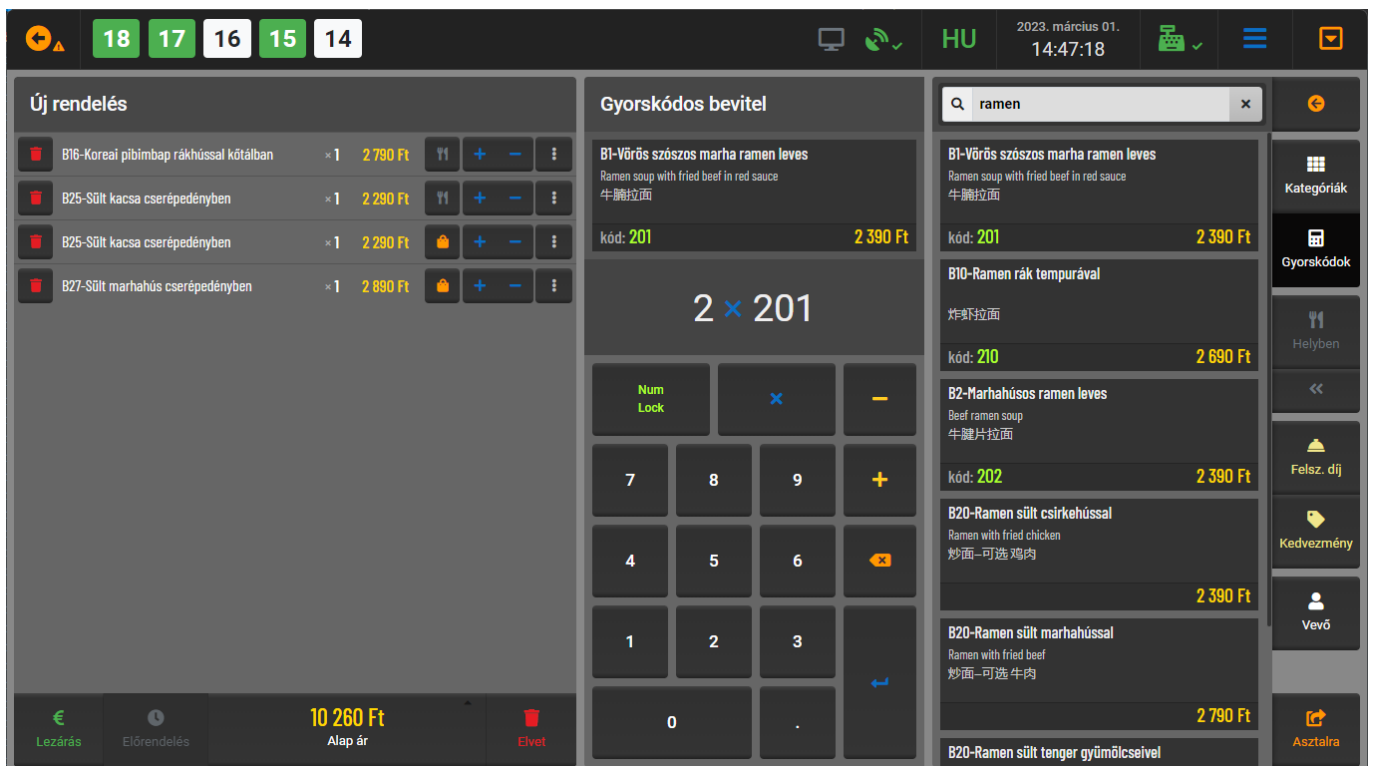 18 17 16 15 14
HU
2023. március 01.
14:47:18
Új rendelés
B16-Koreai pibimbap rákhússal kőtálban ×1 2 790 Ft
B25-Sült kacsa cserépedényben ×1 2 290 Ft
B25-Sült kacsa cserépedényben ×1 2 290 Ft
B27-Sült marhahús cserépedényben ×1 2 890 Ft
€
Lezárás
Előrendelés
10 260 Ft
Alap ár
Elvet
Gyorskódos bevitel
B1-Vörös szószos marha ramen leves
Ramen soup with fried beef in red sauce
牛腩拉面
kód: 201 2 390 Ft
2 × 201
Num
Lock
× −
7 8 9 +
4 5 6
1 2 3
0 .
ramen ×
B1-Vörös szószos marha ramen leves
Ramen soup with fried beef in red sauce
牛腩拉面
kód: 201 2 390 Ft
B10-Ramen rák tempurával
炸虾拉面
kód: 210 2 690 Ft
B2-Marhahúsos ramen leves
Beef ramen soup
牛腱片拉面
kód: 202 2 390 Ft
B20-Ramen sült csirkehússal
Ramen with fried chicken
炒面–可选 鸡肉
2 390 Ft
B20-Ramen sült marhahússal
Ramen with fried beef
炒面–可选 牛肉
2 790 Ft
B20-Ramen sült tenger gyümölcseivel
Kategóriák
Gyorskódok
Helyben
Felsz. díj
Kedvezmény
Vevő
Asztalra